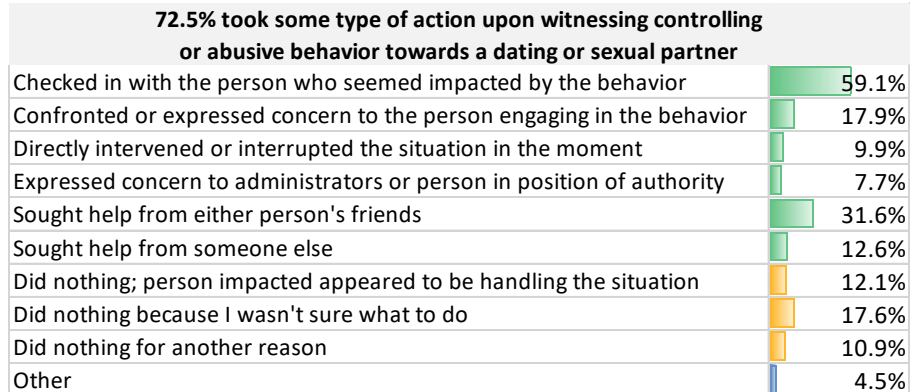 72.5% took some type of action upon witnessing controlling
or abusive behavior towards a dating or sexual partner
Checked in with the person who seemed impacted by the behavior 59.1%
Confronted or expressed concern to the person engaging in the behavior 17.9%
Directly intervened or interrupted the situation in the moment 9.9%
Expressed concern to administrators or person in position of authority 7.7%
Sought help from either person's friends 31.6%
Sought help from someone else 12.6%
Did nothing; person impacted appeared to be handling the situation 12.1%
Did nothing because I wasn't sure what to do 17.6%
Did nothing for another reason 10.9%
Other 4.5%